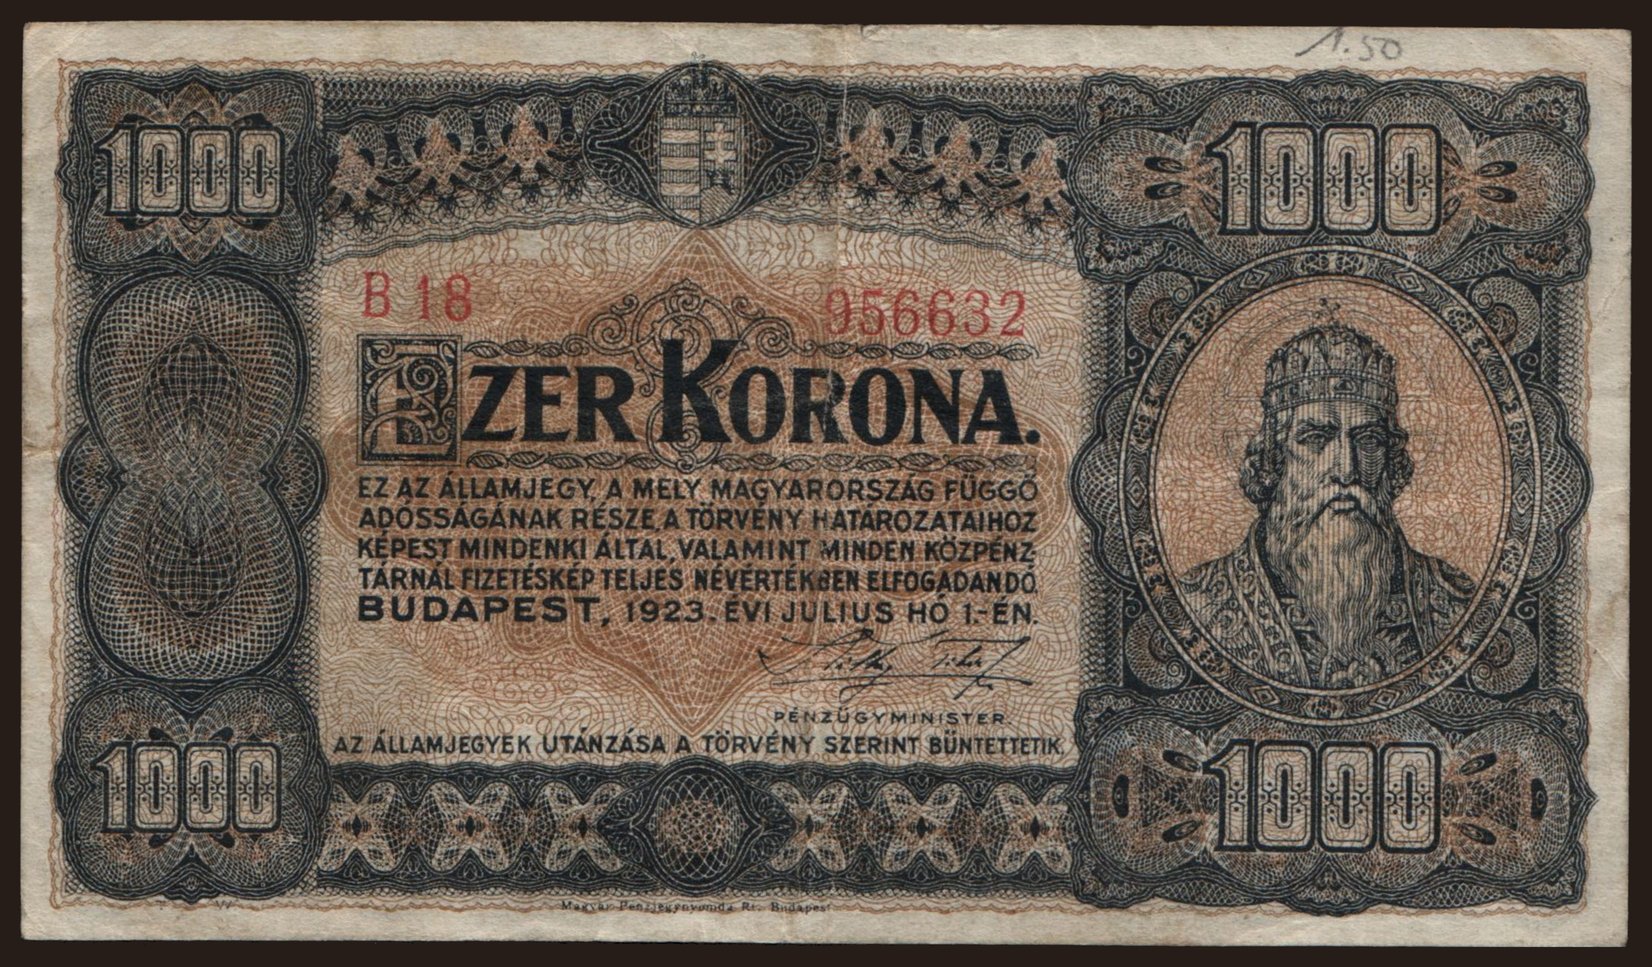 1.50
1000 1000
B 18 956632
EZER KORONA.
EZ AZ ÁLLAMJEGY, A MELY MAGYARORSZÁG FÜGGŐ
ADÓSSÁGÁNAK RÉSZE, A TÖRVÉNY HATÁROZATAIHOZ
KÉPEST MINDENKI ÁLTAL, VALAMINT MINDEN KÖZPÉNZ-
TÁRNÁL FIZETÉSKÉP TELJES NÉVÉRTÉKBEN ELFOGADANDÓ.
BUDAPEST, 1923. ÉVI JULIUS HÓ 1.-ÉN.
PÉNZÜGYMINISTER.
AZ ÁLLAMJEGYEK UTÁNZÁSA A TÖRVÉNY SZERINT BÜNTETTETIK.
1000 1000
Magyar Pénzjegynyomda Rt. Budapest